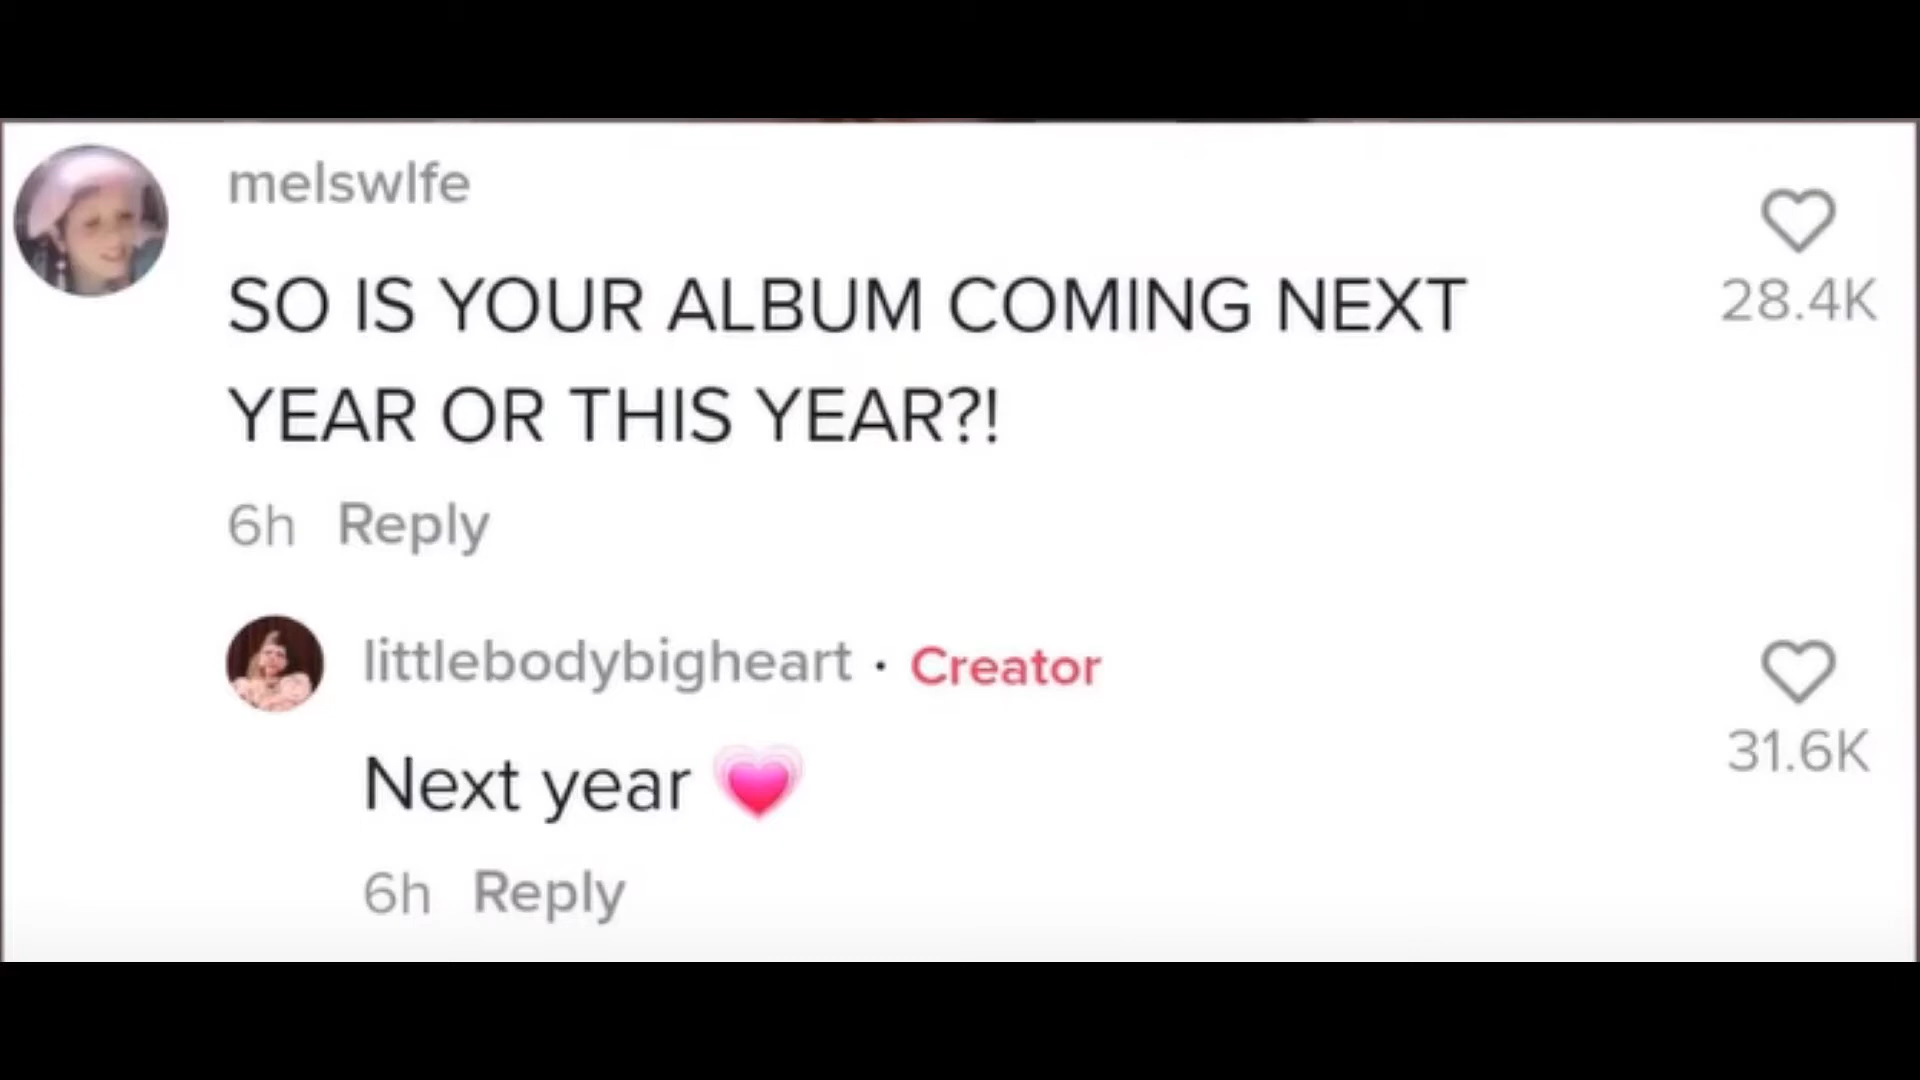 melswlfe
SO IS YOUR ALBUM COMING NEXT
YEAR OR THIS YEAR?!
28.4K
6h Reply
littlebodybigheart · Creator
Next year 💗
31.6K
6h Reply